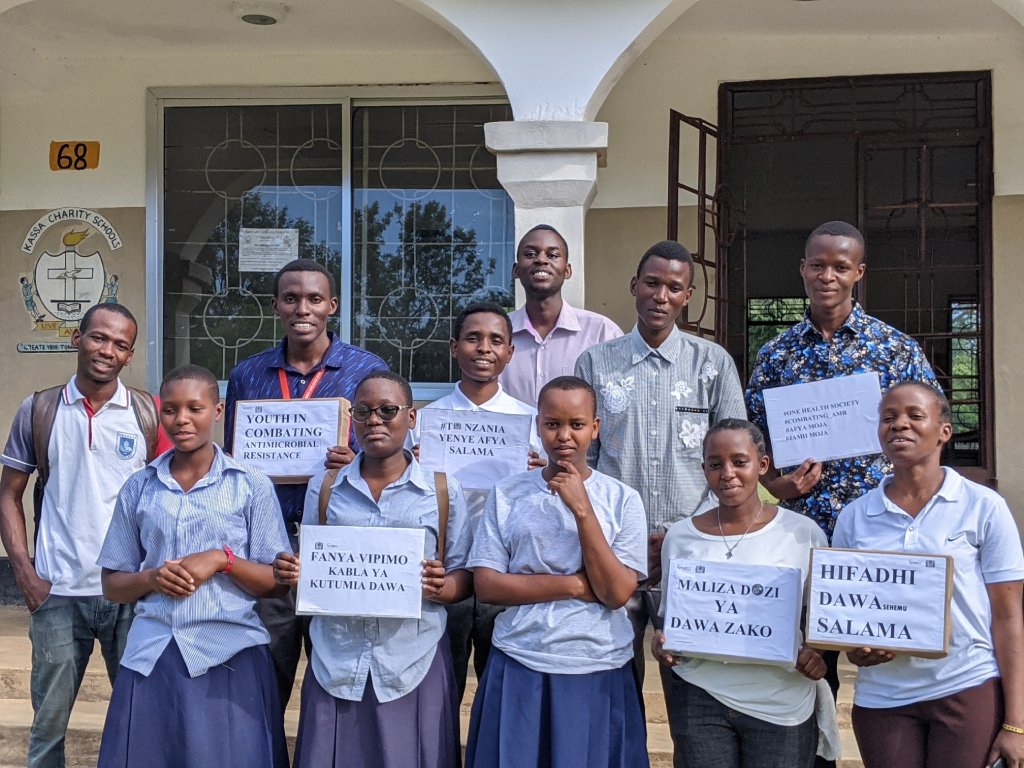 68
KASSA CHARITY SCHOOLS
YOUTH IN
COMBATING
ANTIMICROBIAL
RESISTANCE
NZANIA
YENYE AFYA
SALAMA
#ONE HEALTH SOCIETY
#COMBATING_AMR
#AFYA MOJA
#JAMII MOJA
FANYA VIPIMO
KABLA YA
KUTUMIA DAWA
MALIZA DOZI
YA
DAWA ZAKO
HIFADHI
DAWA SEHEMU
SALAMA